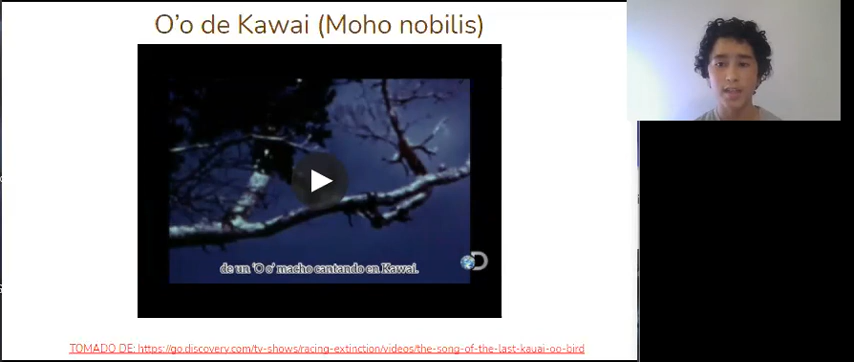 O’o de Kawai (Moho nobilis)
de un 'O o' macho cantando en Kawai.
TOMADO DE: https://go.discovery.com/tv-shows/racing-extinction/videos/the-song-of-the-last-kauai-oo-bird